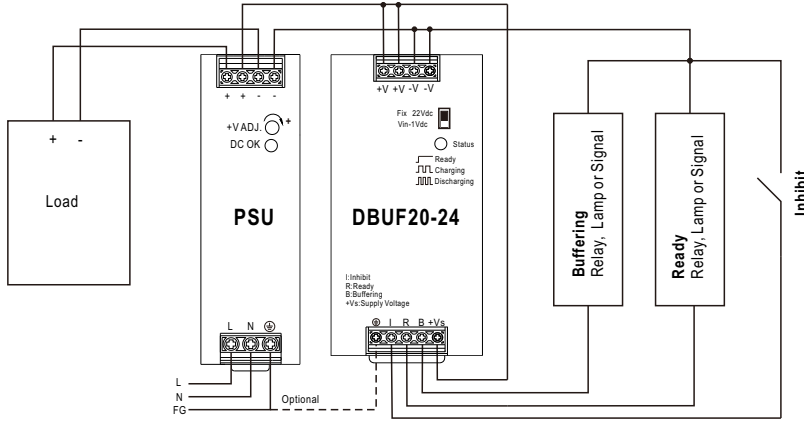 + + - -
+V +V -V -V
+ -
Load
+V ADJ. +
DC OK
PSU
L N
Fix 22Vdc
Vin-1Vdc
Status
Ready
Charging
Discharging
DBUF20-24
I:Inhibit
R:Ready
B:Buffering
+Vs:Supply Voltage
I R B +Vs
Buffering
Relay, Lamp or Signal
Ready
Relay, Lamp or Signal
Inhibit
L
N
FG
Optional